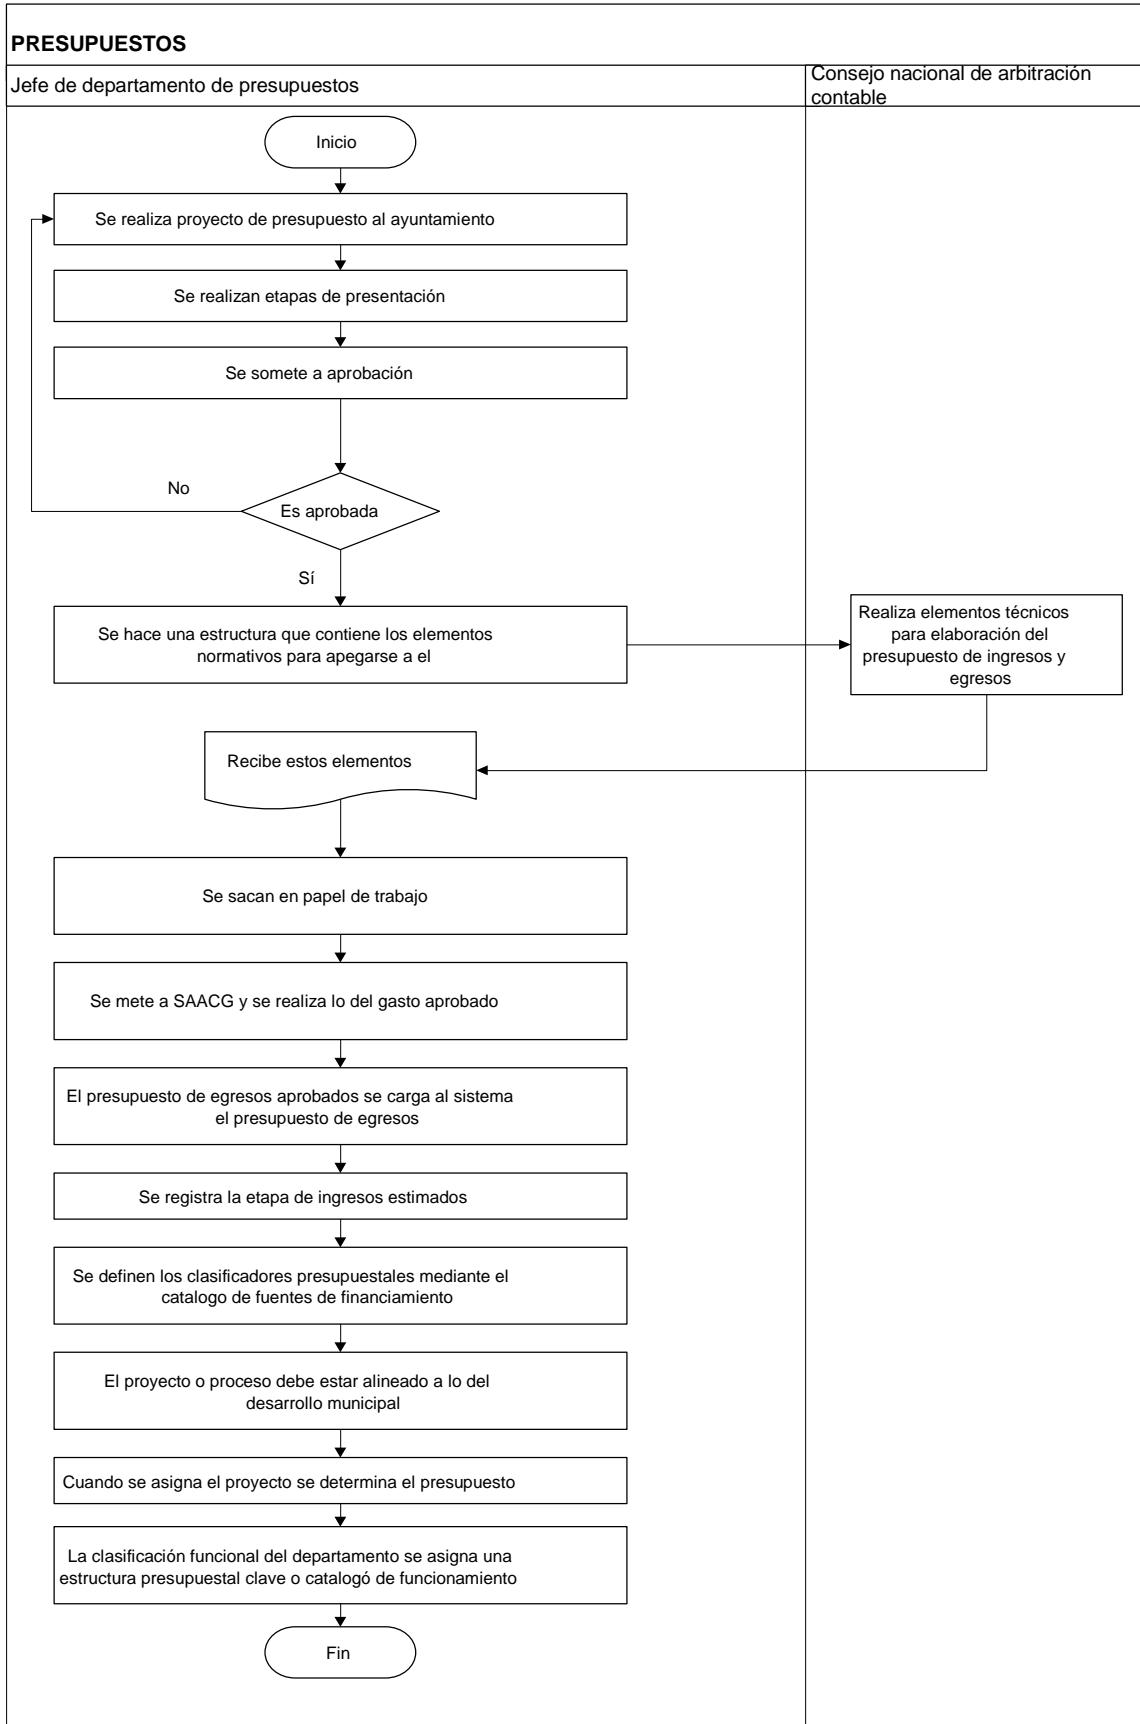 PRESUPUESTOS
Jefe de departamento de presupuestos
Consejo nacional de arbitración
contable
Inicio
Se realiza proyecto de presupuesto al ayuntamiento
Se realizan etapas de presentación
Se somete a aprobación
No
Es aprobada
Sí
Se hace una estructura que contiene los elementos
normativos para apegarse a el
Realiza elementos técnicos
para elaboración del
presupuesto de ingresos y
egresos
Recibe estos elementos
Se sacan en papel de trabajo
Se mete a SAACG y se realiza lo del gasto aprobado
El presupuesto de egresos aprobados se carga al sistema
el presupuesto de egresos
Se registra la etapa de ingresos estimados
Se definen los clasificadores presupuestales mediante el
catalogo de fuentes de financiamiento
El proyecto o proceso debe estar alineado a lo del
desarrollo municipal
Cuando se asigna el proyecto se determina el presupuesto
La clasificación funcional del departamento se asigna una
estructura presupuestal clave o catalogó de funcionamiento
Fin